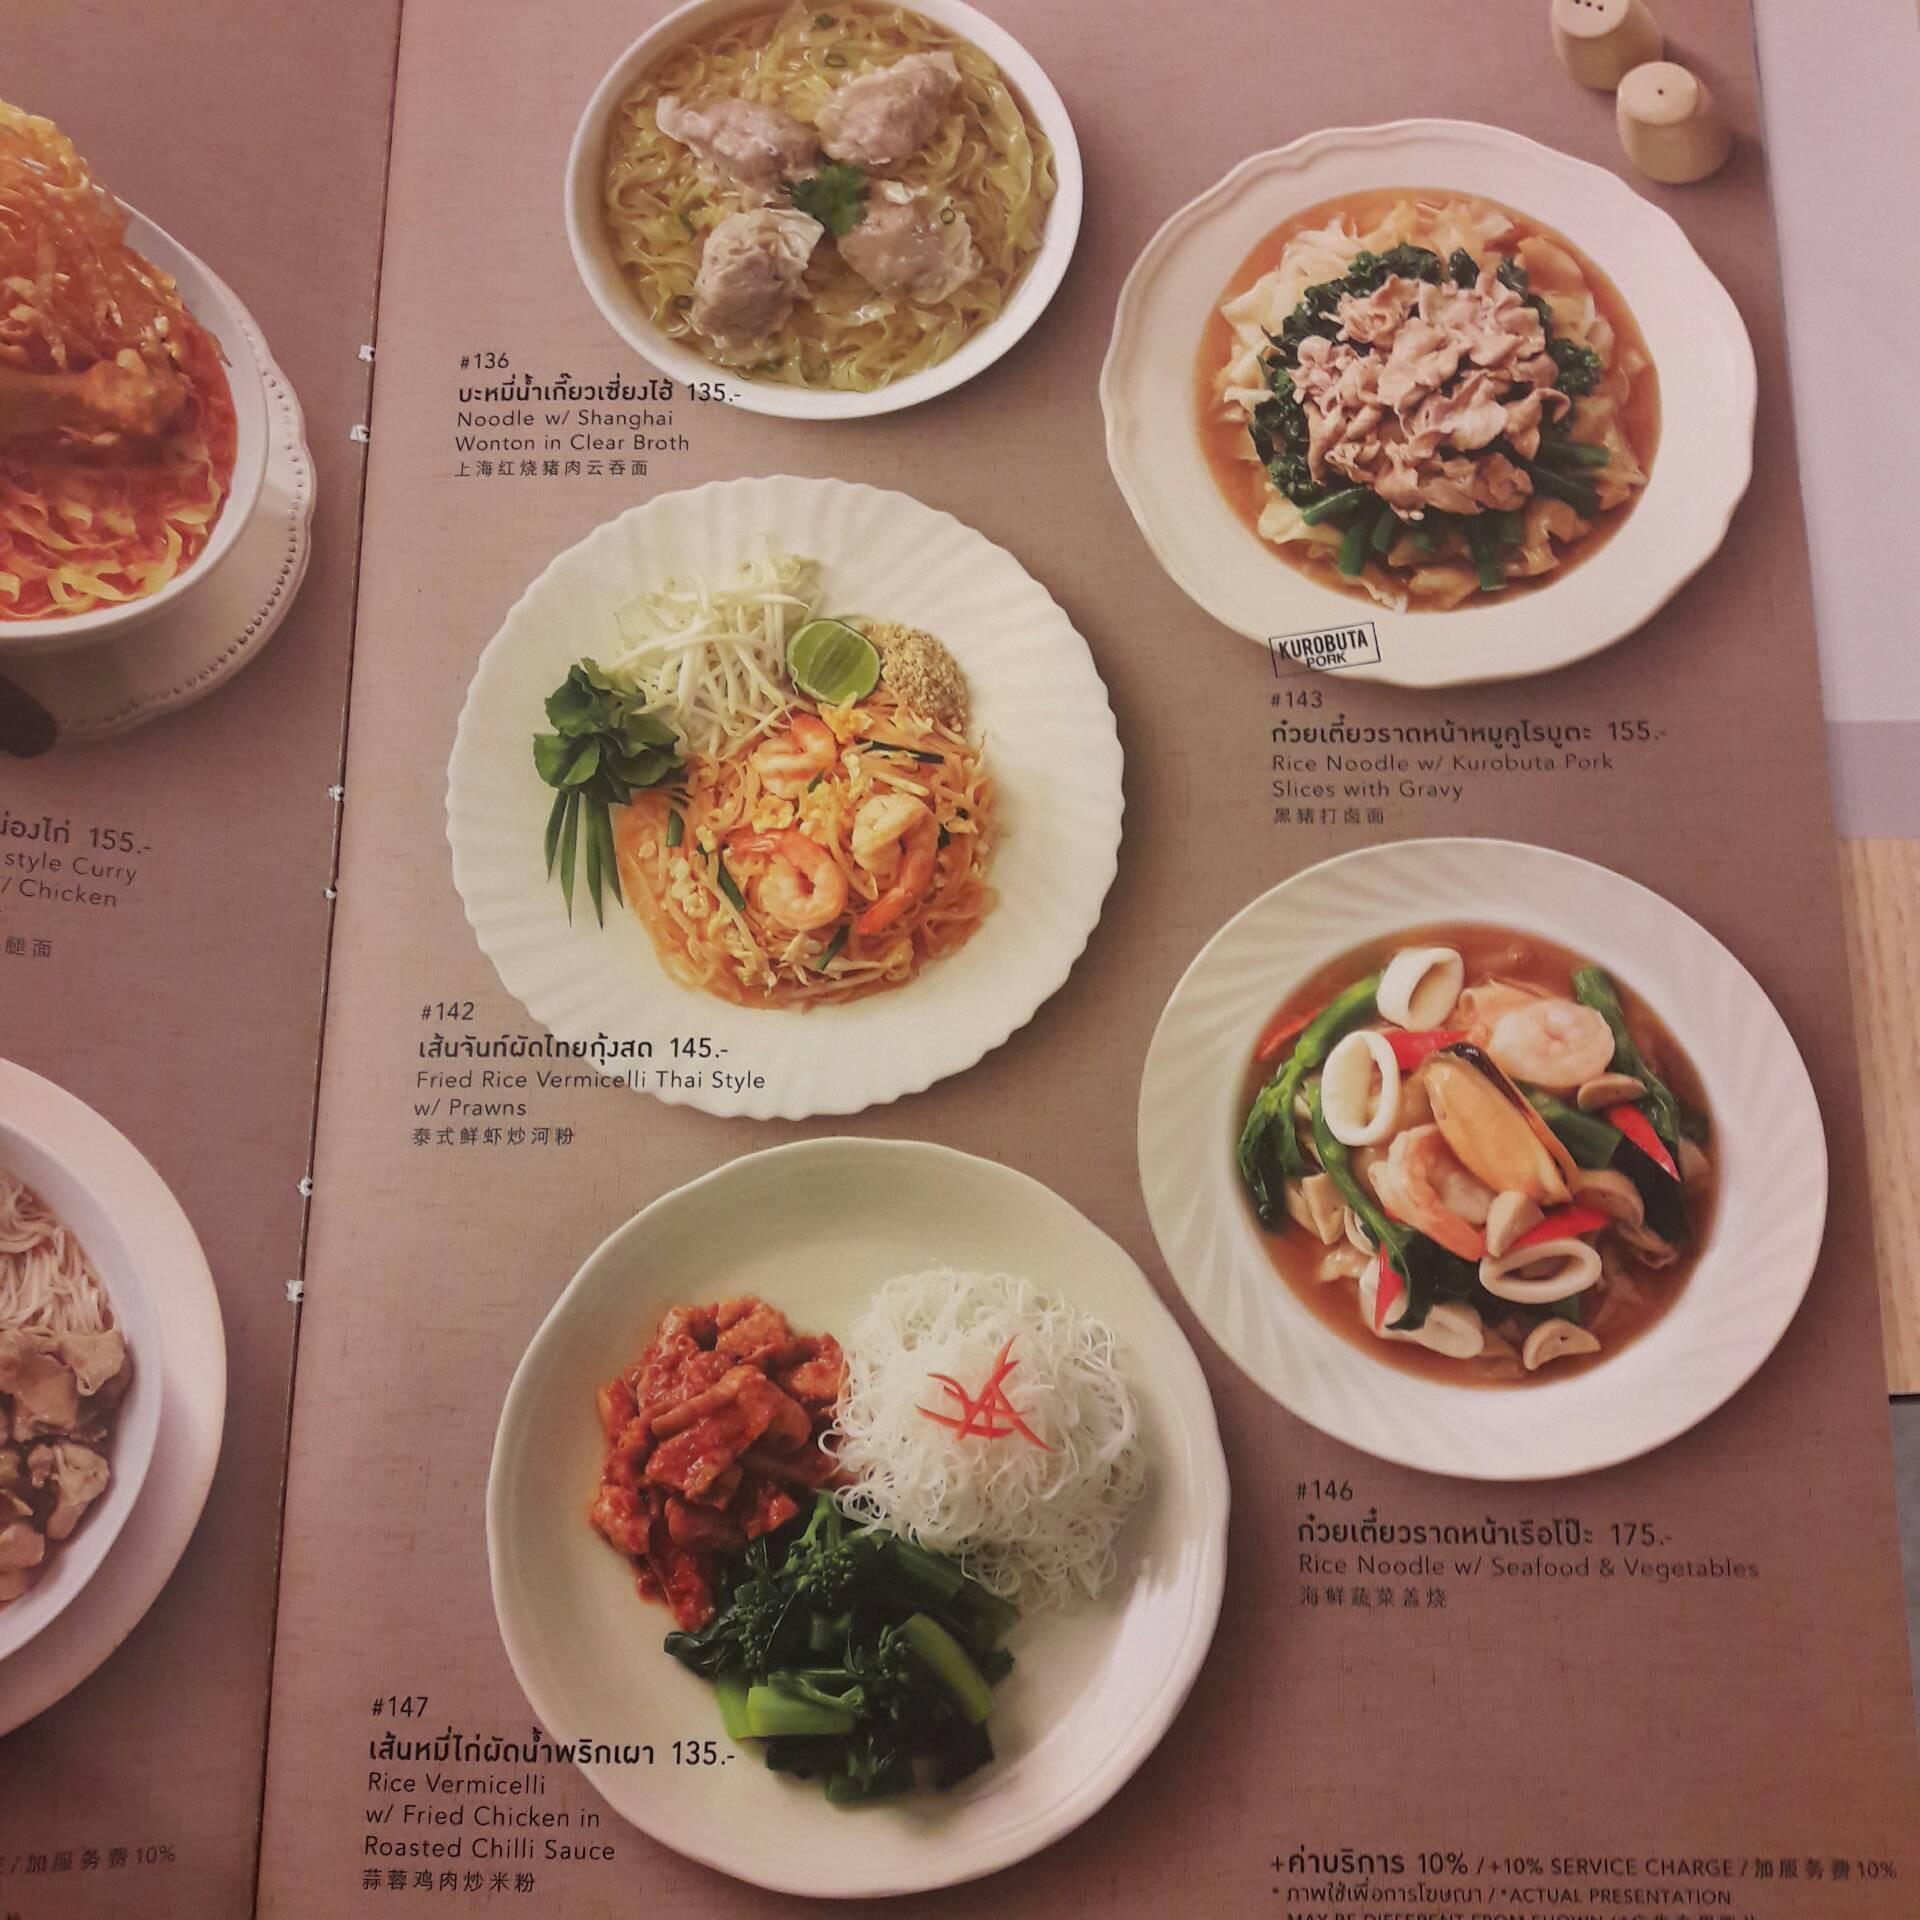 #136
บะหมี่น้ำเกี๊ยวเซี่ยงไฮ้ 135.-
Noodle w/ Shanghai
Wonton in Clear Broth
上海红烧猪肉云吞面
KUROBUTA
PORK
#143
ก๋วยเตี๋ยวราดหน้าหมูคูโรบูตะ 155.-
Rice Noodle w/ Kurobuta Pork
Slices with Gravy
黑猪打卤面
น่องไก่ 155.-
style Curry
/ Chicken
腿面
#142
เส้นจันท์ผัดไทยกุ้งสด 145.-
Fried Rice Vermicelli Thai Style
w/ Prawns
泰式鲜虾炒河粉
#146
ก๋วยเตี๋ยวราดหน้าเรือโป๊ะ 175.-
Rice Noodle w/ Seafood & Vegetables
海鲜蔬菜盖烧
#147
เส้นหมี่ไก่ผัดน้ำพริกเผา 135.-
Rice Vermicelli
w/ Fried Chicken in
Roasted Chilli Sauce
蒜蓉鸡肉炒米粉
/加服务费10%
+ค่าบริการ 10% /+10% SERVICE CHARGE /加服务费10%
* ภาพใช้เพื่อการโฆษณา /*ACTUAL PRESENTATION
MAY BE DIFFERENT FROM SHOWN